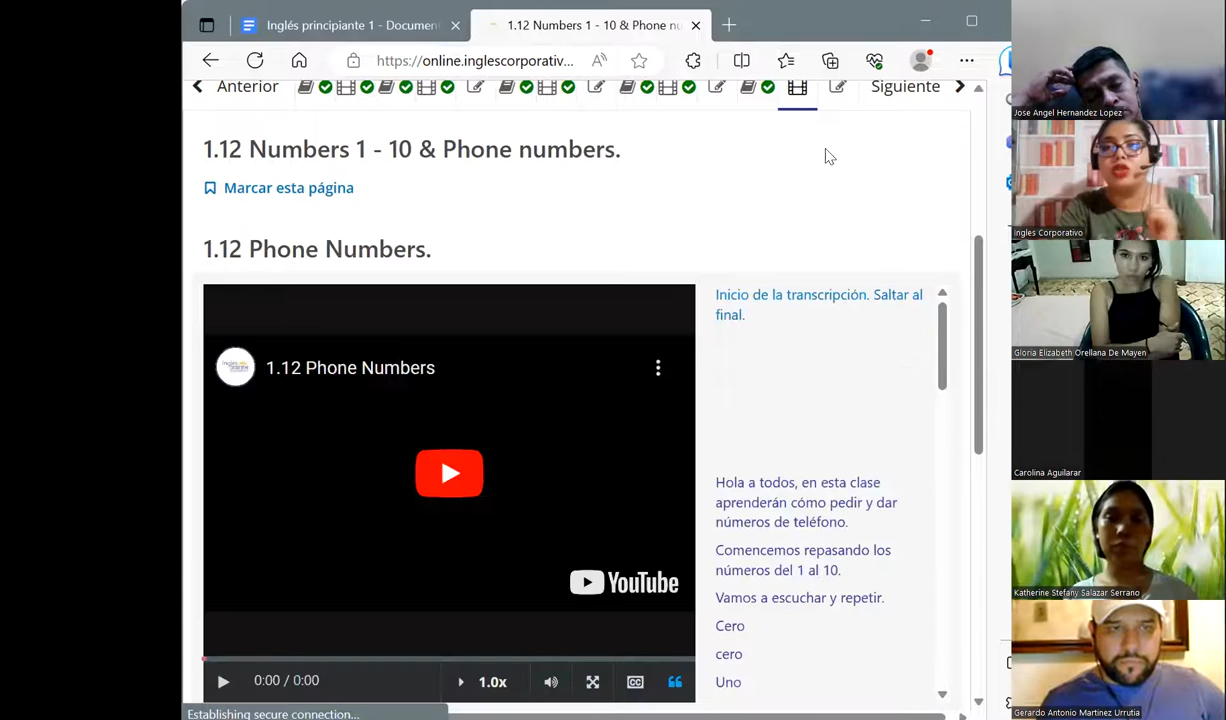 Inglés principiante 1 - Document
1.12 Numbers 1 - 10 & Phone nu
https://online.inglescorporativ...
Anterior
Siguiente
1.12 Numbers 1 - 10 & Phone numbers.
Marcar esta página
1.12 Phone Numbers.
1.12 Phone Numbers
YouTube
0:00 / 0:00
1.0x
CC
Establishing secure connection...
Inicio de la transcripción. Saltar al
final.
Hola a todos, en esta clase
aprenderán cómo pedir y dar
números de teléfono.
Comencemos repasando los
números del 1 al 10.
Vamos a escuchar y repetir.
Cero
cero
Uno
Jose Angel Hernandez Lopez
Ingles Corporativo
Gloria Elizabeth Orellana De Mayen
Carolina Aguilarar
Katherine Stefany Salazar Serrano
Gerardo Antonio Martinez Urrutia